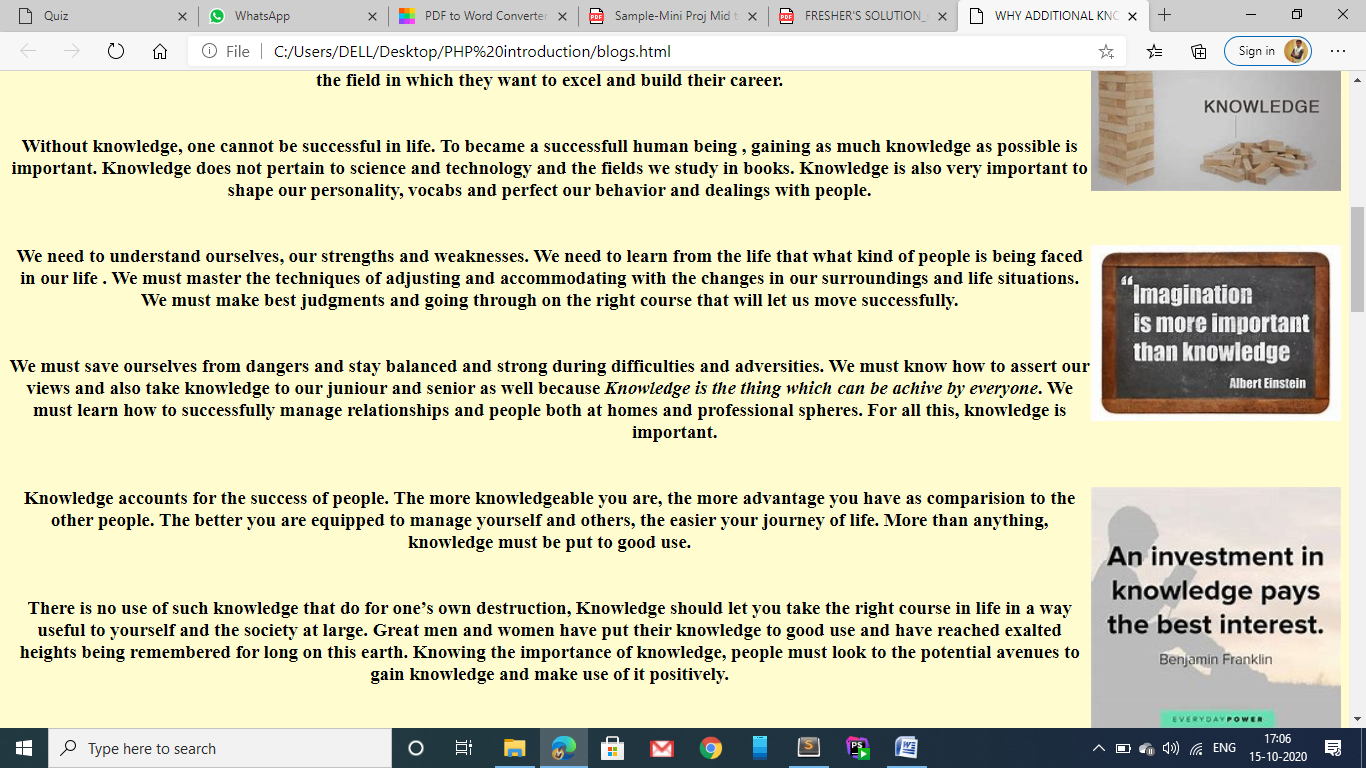 Quiz
WhatsApp
PDF to Word Converter
Sample-Mini Proj Mid t
FRESHER'S SOLUTION_
WHY ADDITIONAL KNO
File
C:/Users/DELL/Desktop/PHP%20introduction/blogs.html
Sign in
the field in which they want to excel and build their career.
KNOWLEDGE
Without knowledge, one cannot be successful in life. To became a successfull human being , gaining as much knowledge as possible is
important. Knowledge does not pertain to science and technology and the fields we study in books. Knowledge is also very important to
shape our personality, vocabs and perfect our behavior and dealings with people.
We need to understand ourselves, our strengths and weaknesses. We need to learn from the life that what kind of people is being faced
in our life . We must master the techniques of adjusting and accommodating with the changes in our surroundings and life situations.
We must make best judgments and going through on the right course that will let us move successfully.
“Imagination
is more important
than knowledge
Albert Einstein
We must save ourselves from dangers and stay balanced and strong during difficulties and adversities. We must know how to assert our
views and also take knowledge to our juniour and senior as well because Knowledge is the thing which can be achive by everyone. We
must learn how to successfully manage relationships and people both at homes and professional spheres. For all this, knowledge is
important.
Knowledge accounts for the success of people. The more knowledgeable you are, the more advantage you have as comparision to the
other people. The better you are equipped to manage yourself and others, the easier your journey of life. More than anything,
knowledge must be put to good use.
An investment in
knowledge pays
the best interest.
Benjamin Franklin
EVERYDAYPOWER
There is no use of such knowledge that do for one’s own destruction, Knowledge should let you take the right course in life in a way
useful to yourself and the society at large. Great men and women have put their knowledge to good use and have reached exalted
heights being remembered for long on this earth. Knowing the importance of knowledge, people must look to the potential avenues to
gain knowledge and make use of it positively.
Type here to search
ENG
17:06
15-10-2020